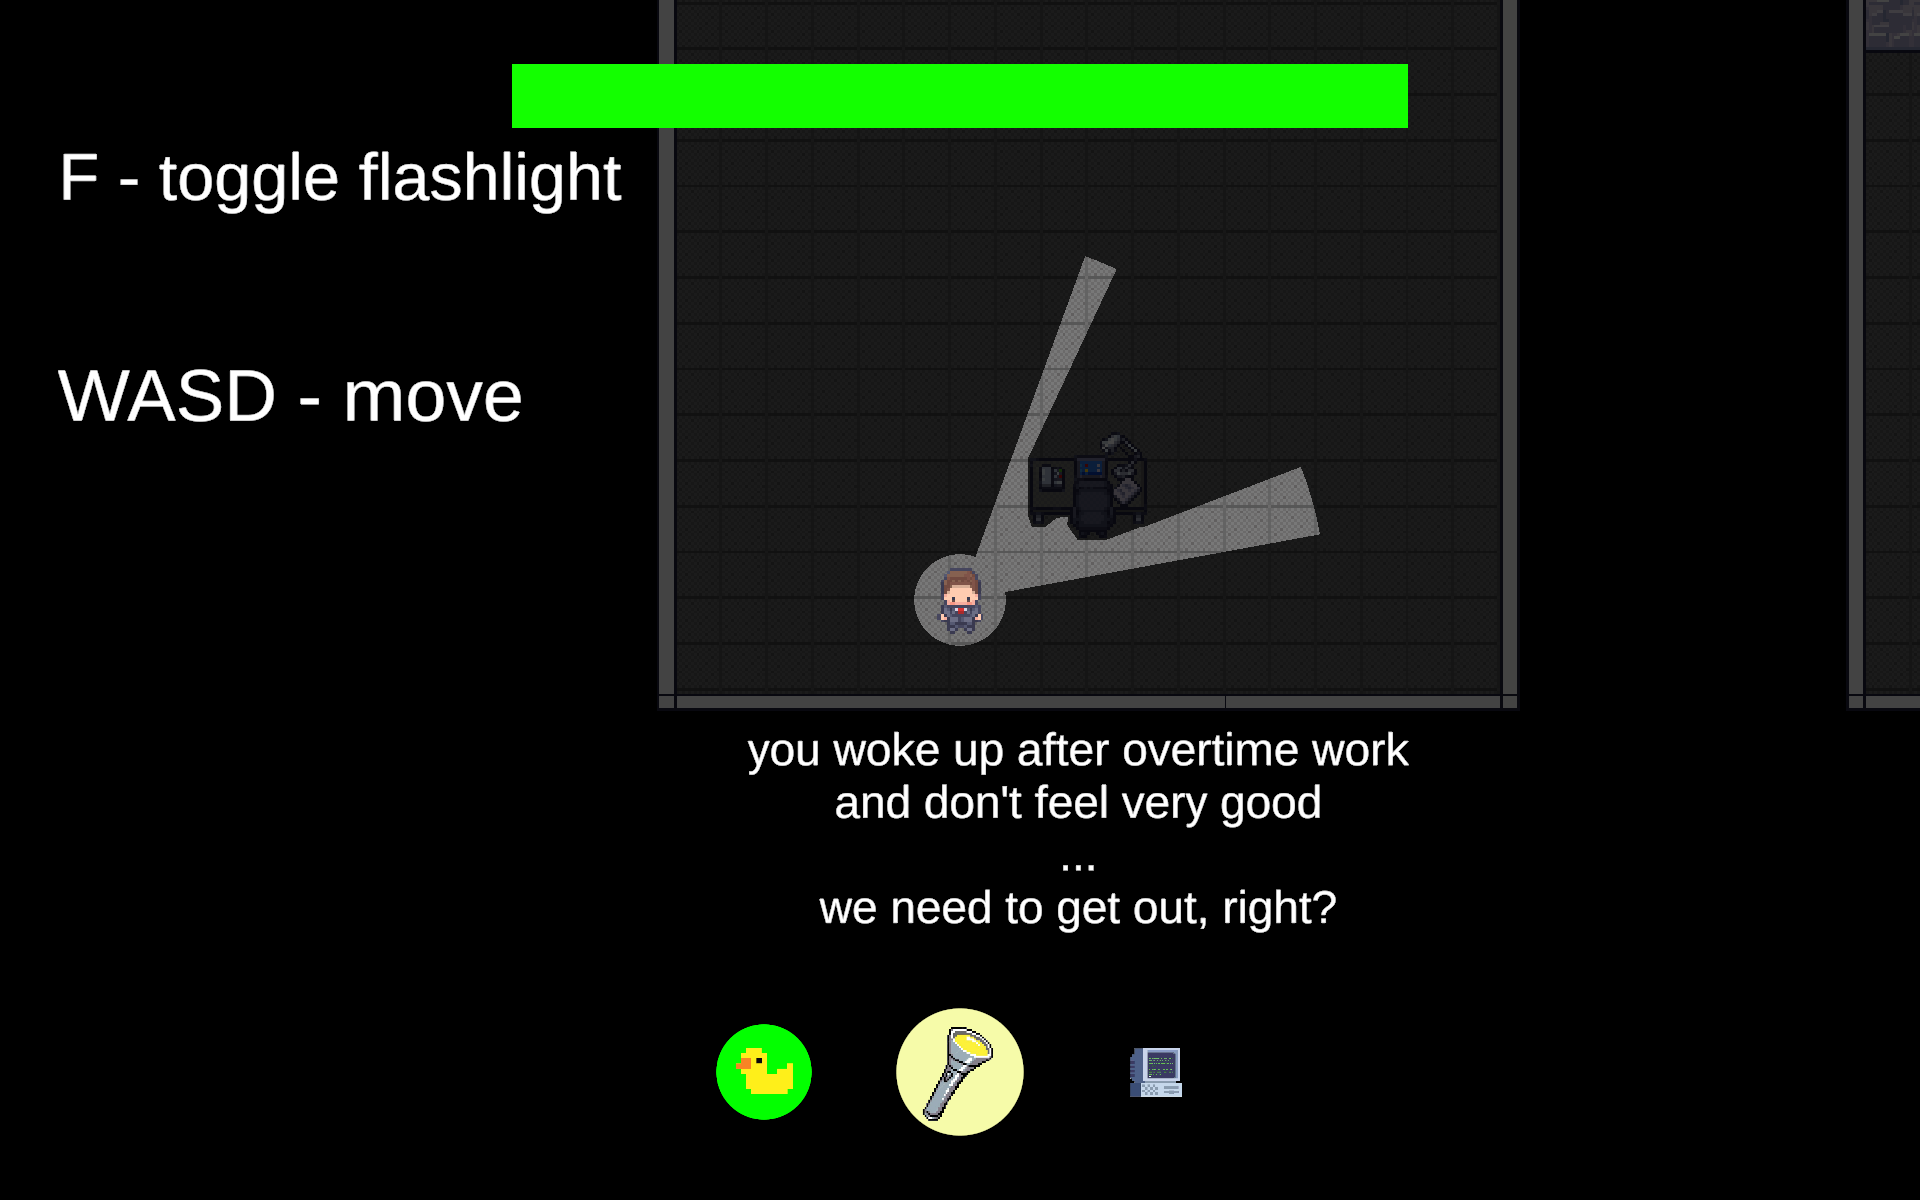 F - toggle flashlight
WASD - move
you woke up after overtime work
and don't feel very good
...
we need to get out, right?